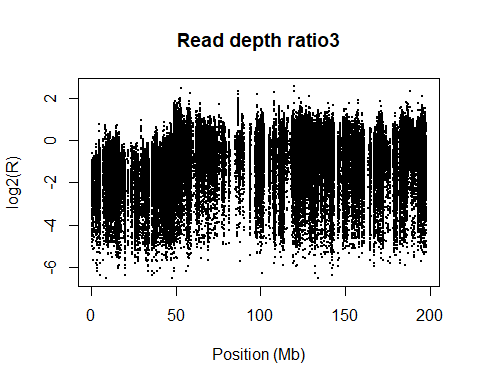 Read depth ratio3
log2(R)
2
0
-2
-4
-6
0 50 100 150 200
Position (Mb)